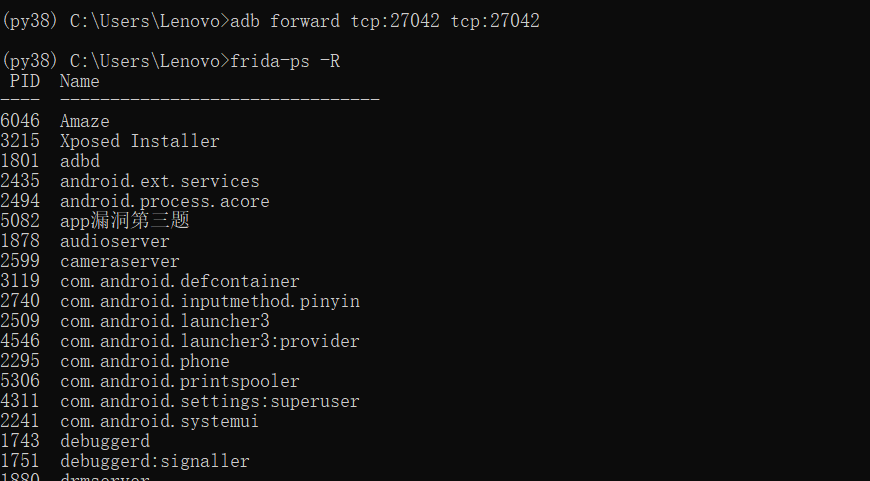 (py38) C:\Users\Lenovo>adb forward tcp:27042 tcp:27042
(py38) C:\Users\Lenovo>frida-ps -R
PID Name
---- --------------------------------
6046 Amaze
3215 Xposed Installer
1801 adbd
2435 android.ext.services
2494 android.process.acore
5082 app漏洞第三题
1878 audioserver
2599 cameraserver
3119 com.android.defcontainer
2740 com.android.inputmethod.pinyin
2509 com.android.launcher3
4546 com.android.launcher3:provider
2295 com.android.phone
5306 com.android.printspooler
4311 com.android.settings:superuser
2241 com.android.systemui
1743 debuggerd
1751 debuggerd:signaller
1880 drmserver